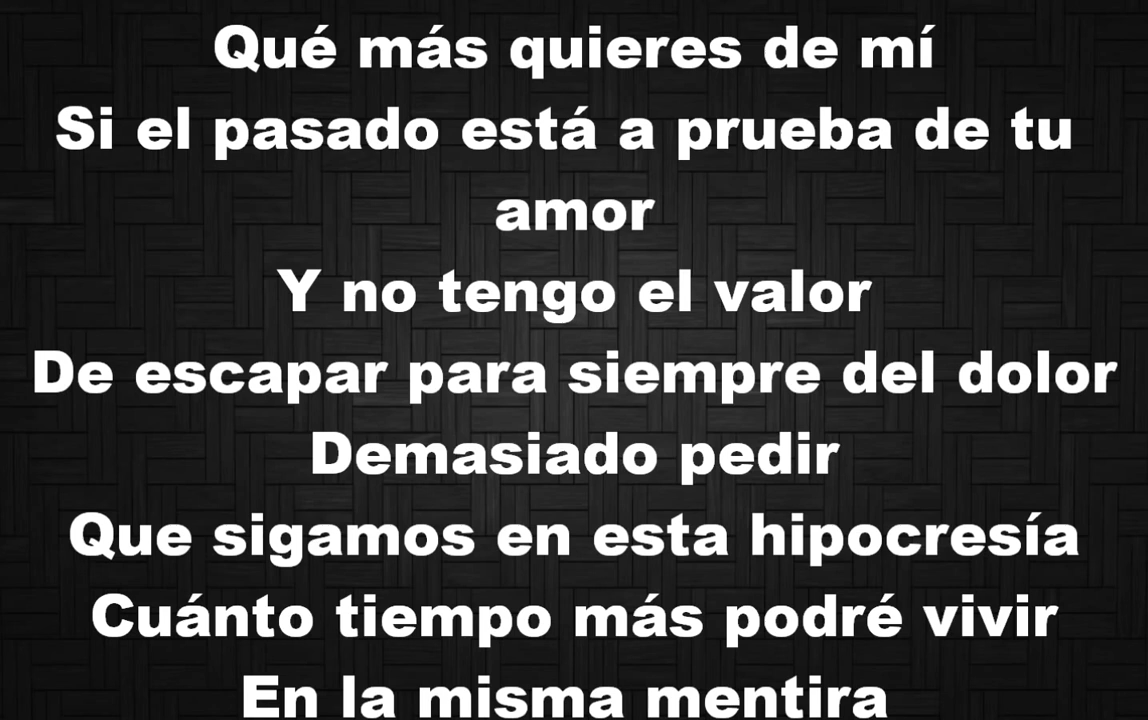 Qué más quieres de mí
Si el pasado está a prueba de tu
amor
Y no tengo el valor
De escapar para siempre del dolor
Demasiado pedir
Que sigamos en esta hipocresía
Cuánto tiempo más podré vivir
En la misma mentira